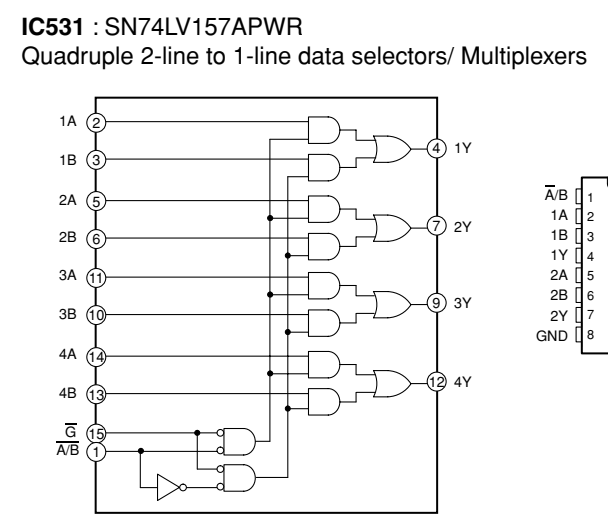 IC531 : SN74LV157APWR
Quadruple 2-line to 1-line data selectors/ Multiplexers
1A 2
4 1Y
1B 3
2A 5
7 2Y
2B 6
3A 11
9 3Y
3B 10
4A 14
12 4Y
4B 13
G̅ 15
A̅/̅B̅ 1
A̅/B 1
1A 2
1B 3
1Y 4
2A 5
2B 6
2Y 7
GND 8